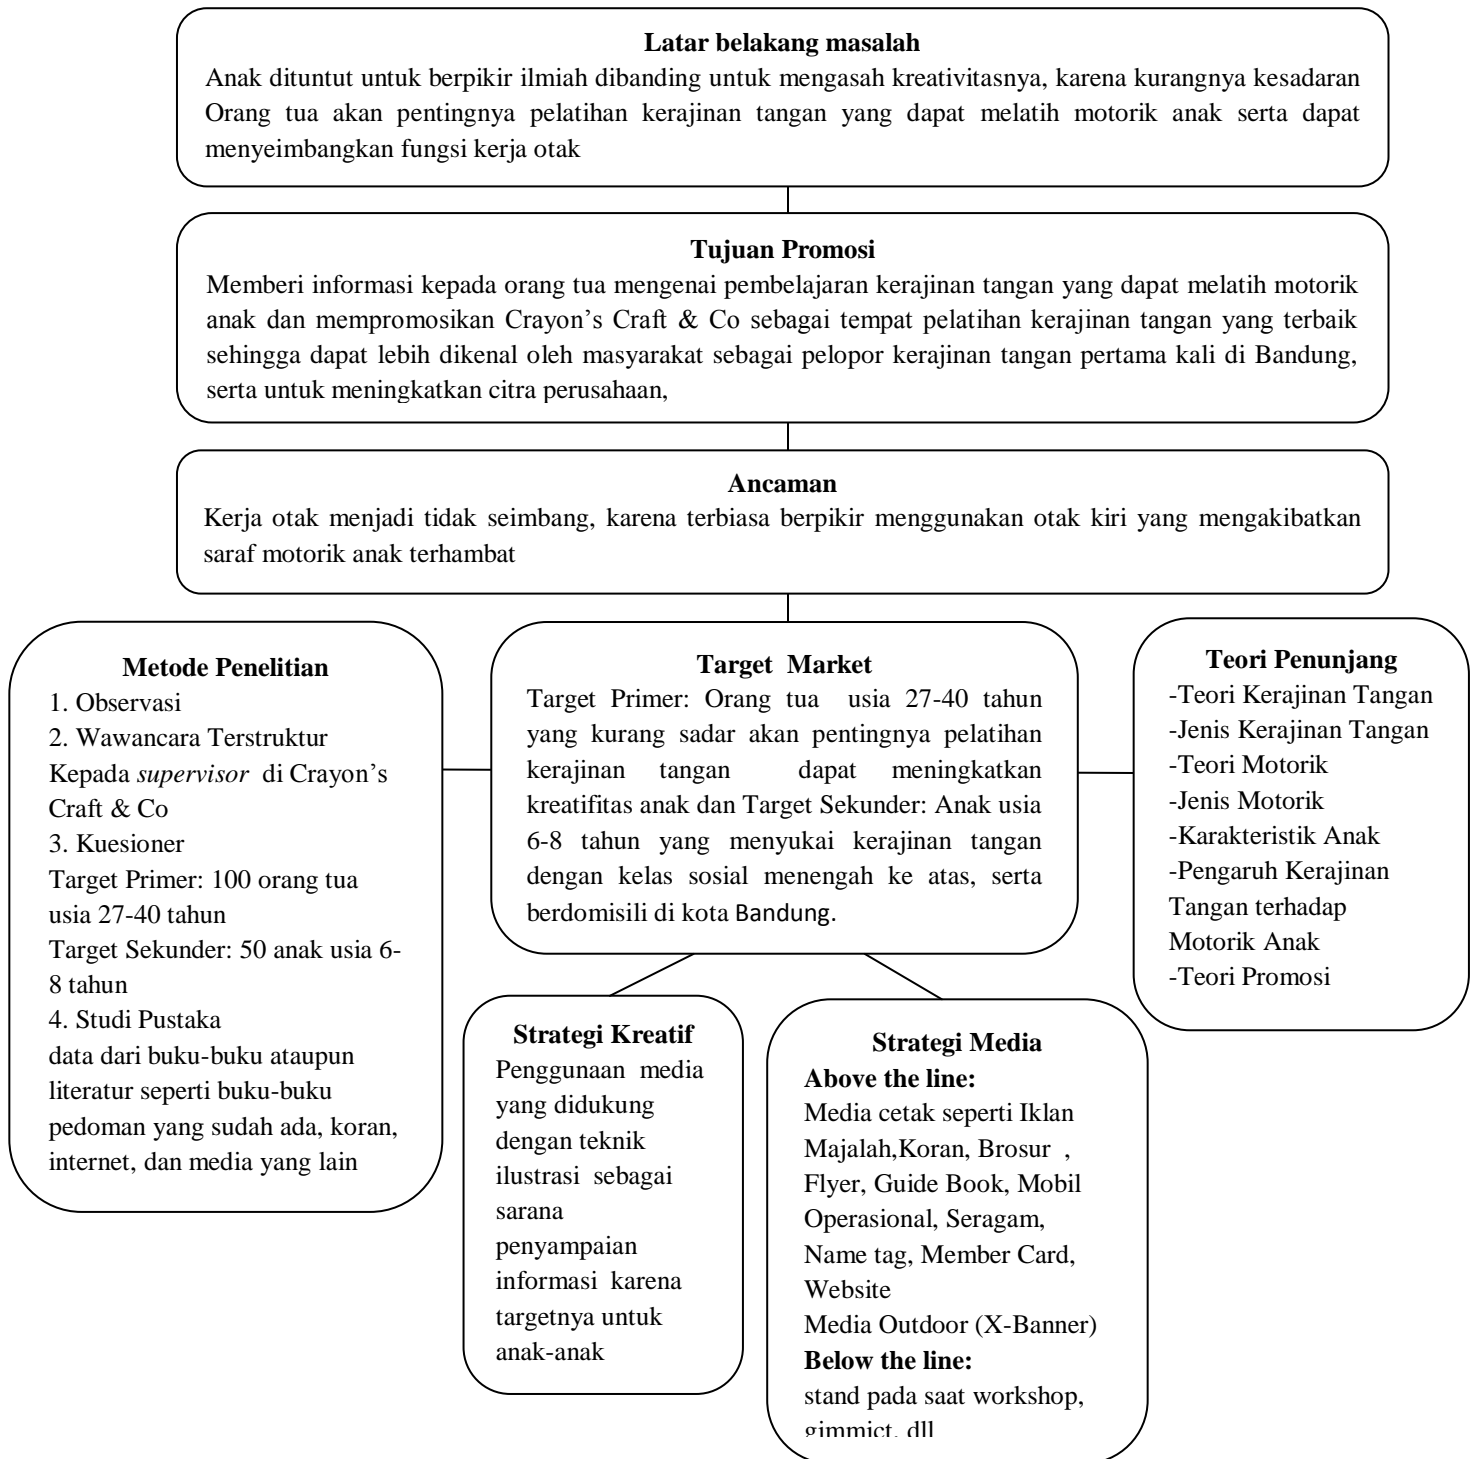 Latar belakang masalah
Anak dituntut untuk berpikir ilmiah dibanding untuk mengasah kreativitasnya, karena kurangnya kesadaran
Orang tua akan pentingnya pelatihan kerajinan tangan yang dapat melatih motorik anak serta dapat
menyeimbangkan fungsi kerja otak
Tujuan Promosi
Memberi informasi kepada orang tua mengenai pembelajaran kerajinan tangan yang dapat melatih motorik
anak dan mempromosikan Crayon’s Craft & Co sebagai tempat pelatihan kerajinan tangan yang terbaik
sehingga dapat lebih dikenal oleh masyarakat sebagai pelopor kerajinan tangan pertama kali di Bandung,
serta untuk meningkatkan citra perusahaan,
Ancaman
Kerja otak menjadi tidak seimbang, karena terbiasa berpikir menggunakan otak kiri yang mengakibatkan
saraf motorik anak terhambat
Metode Penelitian
1. Observasi
2. Wawancara Terstruktur
Kepada supervisor di Crayon’s
Craft & Co
3. Kuesioner
Target Primer: 100 orang tua
usia 27-40 tahun
Target Sekunder: 50 anak usia 6-
8 tahun
4. Studi Pustaka
data dari buku-buku ataupun
literatur seperti buku-buku
pedoman yang sudah ada, koran,
internet, dan media yang lain
Target Market
Target Primer: Orang tua usia 27-40 tahun
yang kurang sadar akan pentingnya pelatihan
kerajinan tangan dapat meningkatkan
kreatifitas anak dan Target Sekunder: Anak usia
6-8 tahun yang menyukai kerajinan tangan
dengan kelas sosial menengah ke atas, serta
berdomisili di kota Bandung.
Teori Penunjang
-Teori Kerajinan Tangan
-Jenis Kerajinan Tangan
-Teori Motorik
-Jenis Motorik
-Karakteristik Anak
-Pengaruh Kerajinan
Tangan terhadap
Motorik Anak
-Teori Promosi
Strategi Kreatif
Penggunaan media
yang didukung
dengan teknik
ilustrasi sebagai
sarana
penyampaian
informasi karena
targetnya untuk
anak-anak
Strategi Media
Above the line:
Media cetak seperti Iklan
Majalah,Koran, Brosur ,
Flyer, Guide Book, Mobil
Operasional, Seragam,
Name tag, Member Card,
Website
Media Outdoor (X-Banner)
Below the line:
stand pada saat workshop,
gimmict, dll